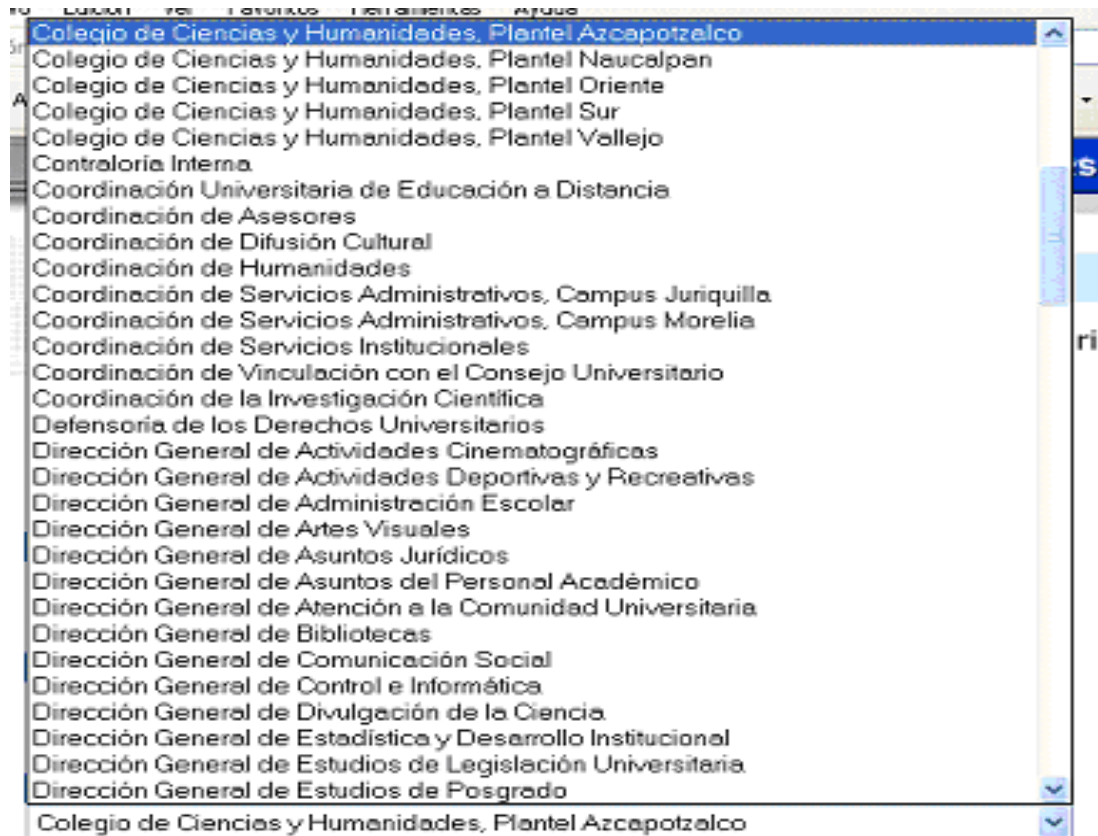 Edición Ver Favoritos Herramientas Ayuda
Colegio de Ciencias y Humanidades, Plantel Azcapotzalco
Colegio de Ciencias y Humanidades, Plantel Naucalpan
Colegio de Ciencias y Humanidades, Plantel Oriente
Colegio de Ciencias y Humanidades, Plantel Sur
Colegio de Ciencias y Humanidades, Plantel Vallejo
Contraloría Interna
Coordinación Universitaria de Educación a Distancia
Coordinación de Asesores
Coordinación de Difusión Cultural
Coordinación de Humanidades
Coordinación de Servicios Administrativos, Campus Juriquilla
Coordinación de Servicios Administrativos, Campus Morelia
Coordinación de Servicios Institucionales
Coordinación de Vinculación con el Consejo Universitario
Coordinación de la Investigación Científica
Defensoría de los Derechos Universitarios
Dirección General de Actividades Cinematográficas
Dirección General de Actividades Deportivas y Recreativas
Dirección General de Administración Escolar
Dirección General de Artes Visuales
Dirección General de Asuntos Jurídicos
Dirección General de Asuntos del Personal Académico
Dirección General de Atención a la Comunidad Universitaria
Dirección General de Bibliotecas
Dirección General de Comunicación Social
Dirección General de Control e Informática
Dirección General de Divulgación de la Ciencia
Dirección General de Estadística y Desarrollo Institucional
Dirección General de Estudios de Legislación Universitaria
Dirección General de Estudios de Posgrado
Colegio de Ciencias y Humanidades, Plantel Azcapotzalco